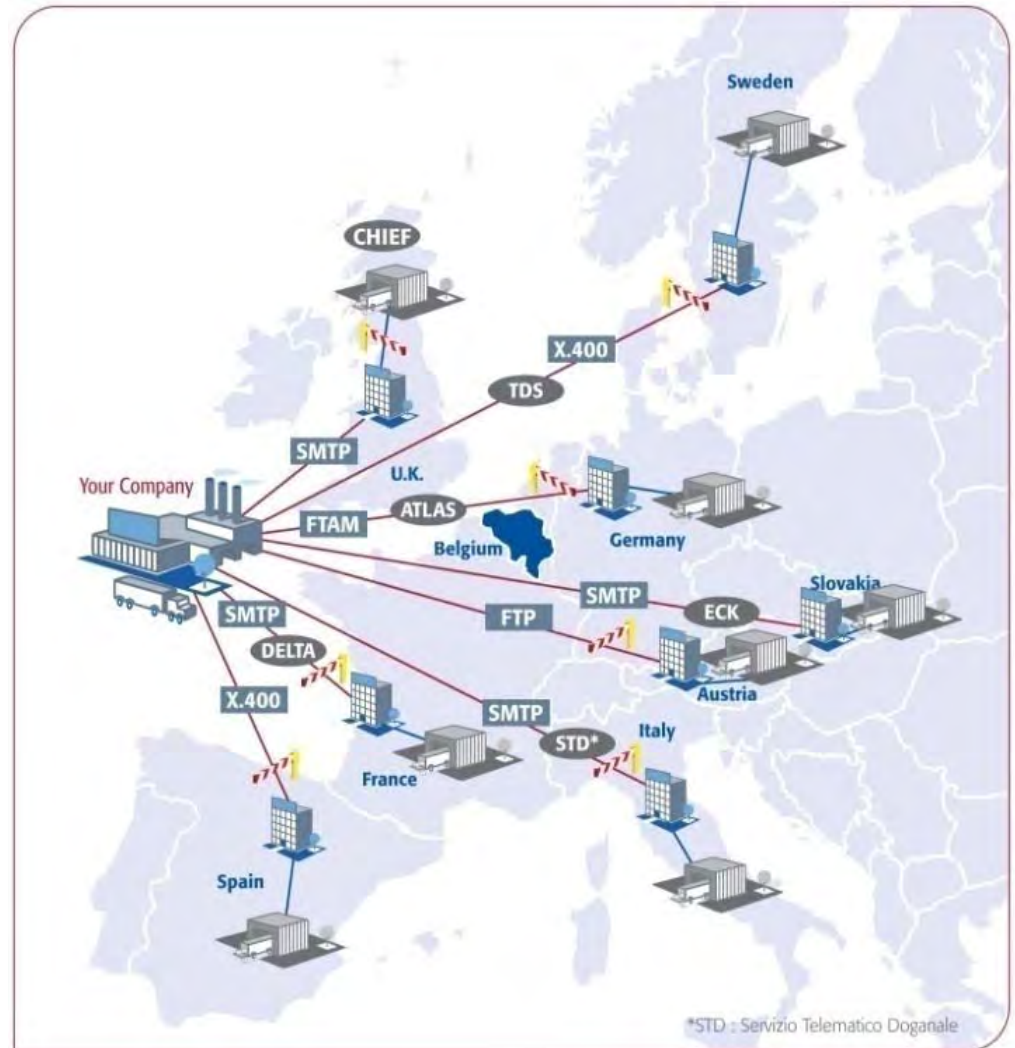 Sweden
CHIEF
X.400
TDS
SMTP
U.K.
Your Company
ATLAS
FTAM
Belgium
Germany
Slovakia
SMTP
ECK
FTP
SMTP
DELTA
Austria
X.400
SMTP
STD*
Italy
France
Spain
*STD : Servizio Telematico Doganale